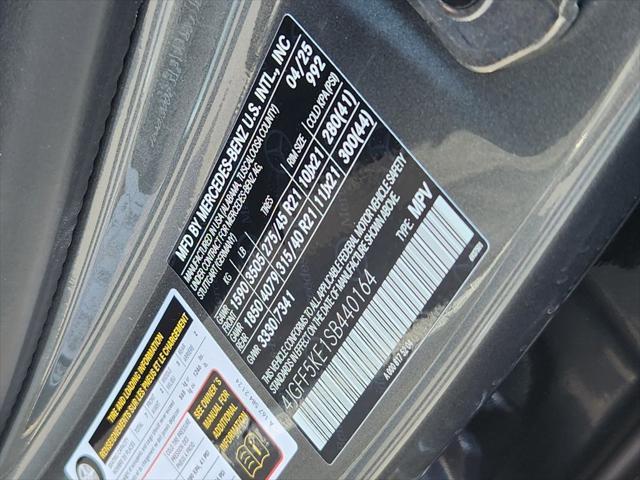 MFD BY MERCEDES-BENZ U.S. INTL., INC
MANUFACTURED IN USA (ALABAMA, TUSCALOOSA COUNTY)
UNDER CONTRACT FOR MERCEDES-BENZ AG,
STUTTGART/GERMANY
04/25
992
KG LB TIRES RIM SIZE COLD KPA(PSI)
GAWR
FRONT 1590 3505 275/45 R21 10Jx21 280(41)
GAWR
REAR 1850 4079 315/40 R21 11Jx21 300(44)
GVWR 3330 7341
THIS VEHICLE CONFORMS TO ALL APPLICABLE FEDERAL MOTOR VEHICLE SAFETY
STANDARDS IN EFFECT ON THE DATE OF MANUFACTURE SHOWN ABOVE.
TYPE: MPV
4JGFF5KE1SB440164
TIRE AND LOADING INFORMATION
RENSEIGNEMENTS SUR LES PNEUS ET LE CHARGEMENT
SEE OWNER'S
MANUAL FOR
ADDITIONAL
INFORMATION